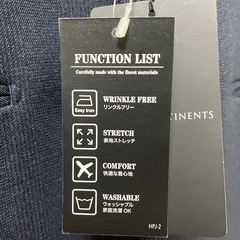 FUNCTION LIST
Carefully made with the finest materials
Easy Iron
WRINKLE FREE
リンクルフリー
STRETCH
表地ストレッチ
COMFORT
快適な着心地
WASHABLE
ウォッシャブル
家庭洗濯OK
HPJ-2
TINENTS